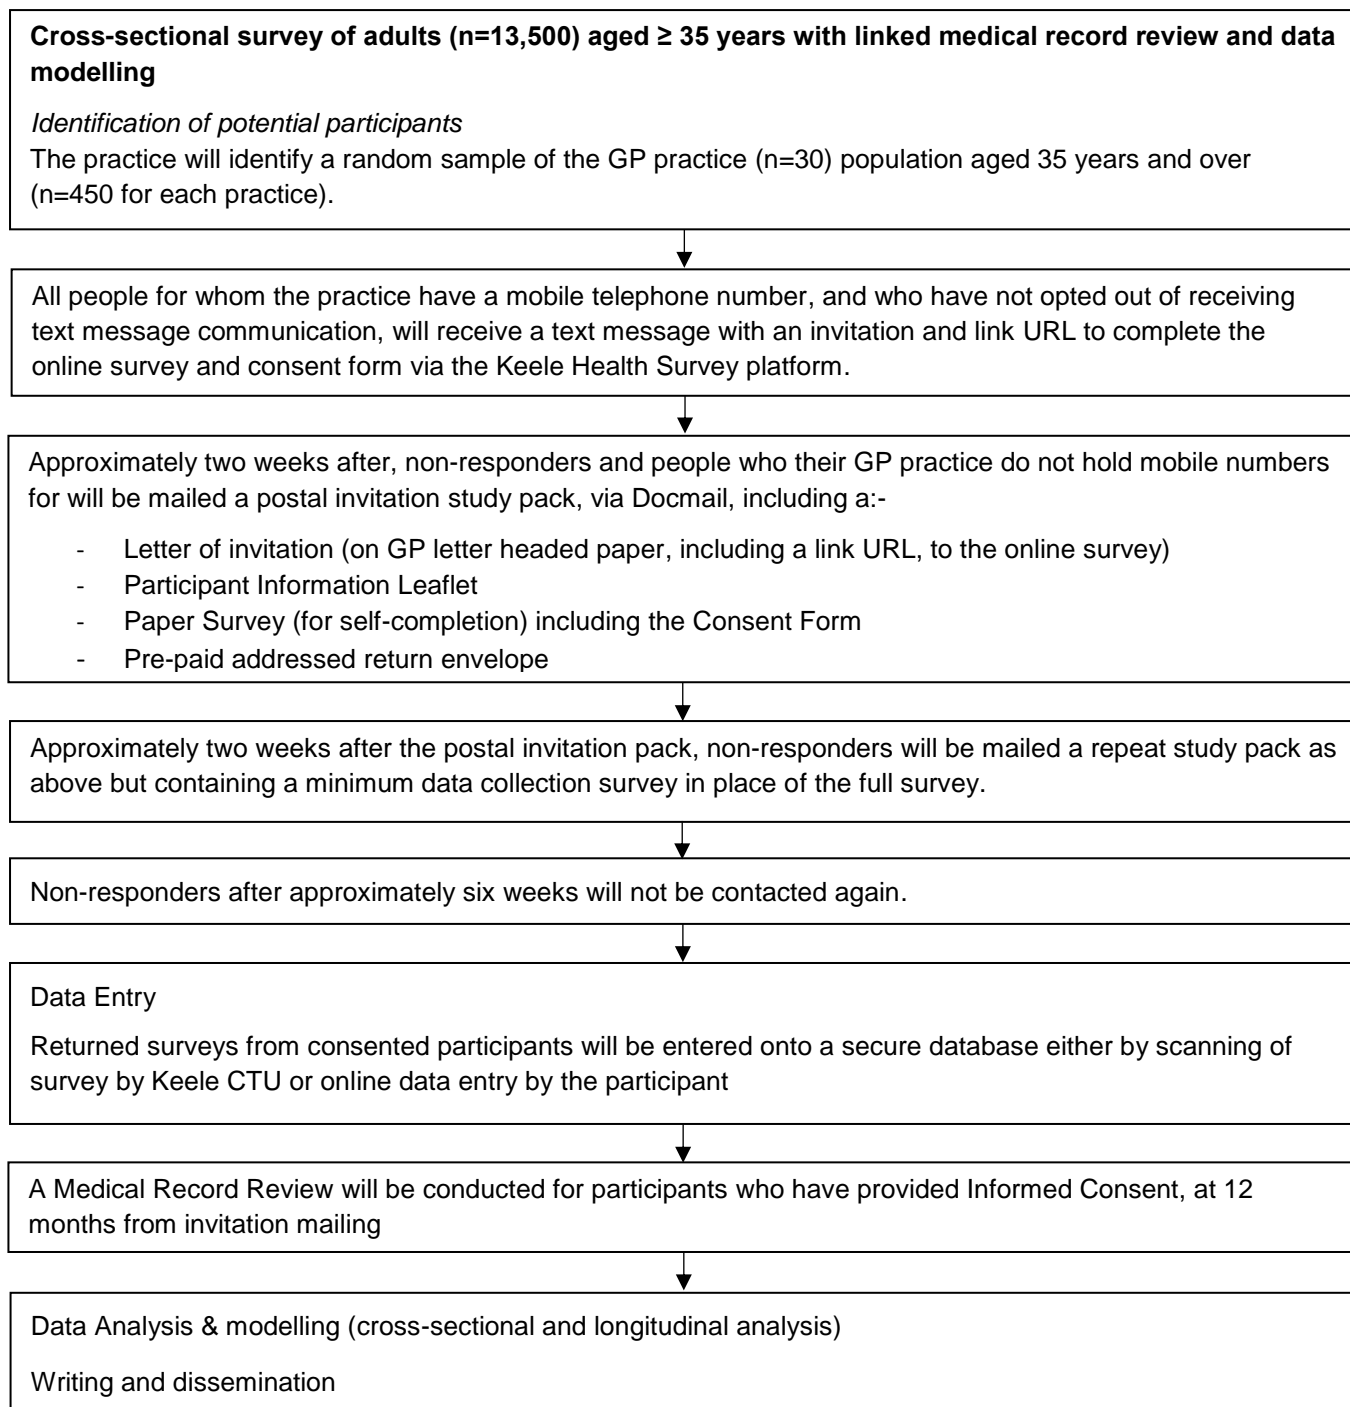 Cross-sectional survey of adults (n=13,500) aged ≥ 35 years with linked medical record review and data
modelling
Identification of potential participants
The practice will identify a random sample of the GP practice (n=30) population aged 35 years and over
(n=450 for each practice).
All people for whom the practice have a mobile telephone number, and who have not opted out of receiving
text message communication, will receive a text message with an invitation and link URL to complete the
online survey and consent form via the Keele Health Survey platform.
Approximately two weeks after, non-responders and people who their GP practice do not hold mobile numbers
for will be mailed a postal invitation study pack, via Docmail, including a:-
- Letter of invitation (on GP letter headed paper, including a link URL, to the online survey)
- Participant Information Leaflet
- Paper Survey (for self-completion) including the Consent Form
- Pre-paid addressed return envelope
Approximately two weeks after the postal invitation pack, non-responders will be mailed a repeat study pack as
above but containing a minimum data collection survey in place of the full survey.
Non-responders after approximately six weeks will not be contacted again.
Data Entry
Returned surveys from consented participants will be entered onto a secure database either by scanning of
survey by Keele CTU or online data entry by the participant
A Medical Record Review will be conducted for participants who have provided Informed Consent, at 12
months from invitation mailing
Data Analysis & modelling (cross-sectional and longitudinal analysis)
Writing and dissemination